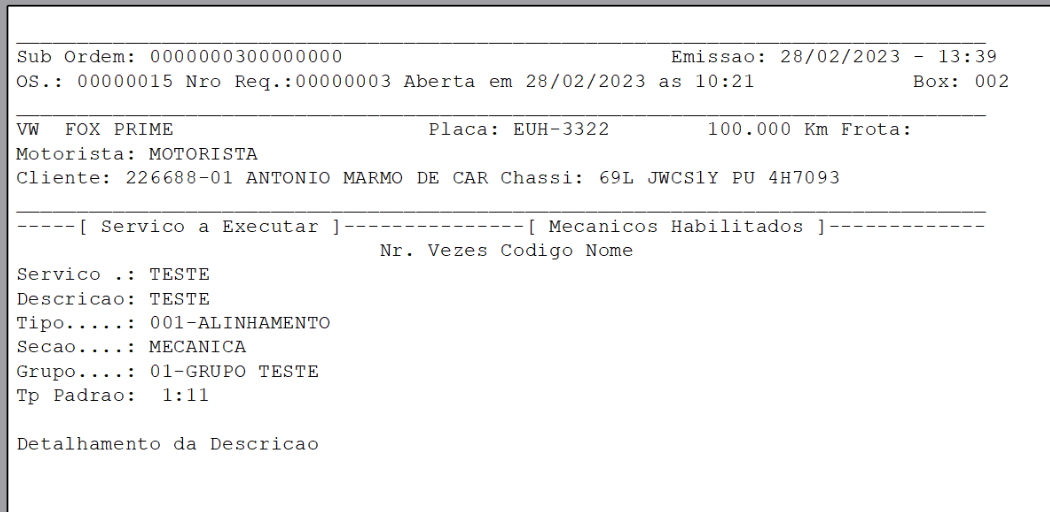 Sub Ordem: 0000000300000000 Emissao: 28/02/2023 - 13:39
OS.: 00000015 Nro Req.:00000003 Aberta em 28/02/2023 as 10:21 Box: 002
VW FOX PRIME Placa: EUH-3322 100.000 Km Frota:
Motorista: MOTORISTA
Cliente: 226688-01 ANTONIO MARMO DE CAR Chassi: 69L JWCS1Y PU 4H7093
-----[ Servico a Executar ]---------------[ Mecanicos Habilitados ]-------------
Nr. Vezes Codigo Nome
Servico .: TESTE
Descricao: TESTE
Tipo.....: 001-ALINHAMENTO
Secao....: MECANICA
Grupo....: 01-GRUPO TESTE
Tp Padrao: 1:11
Detalhamento da Descricao